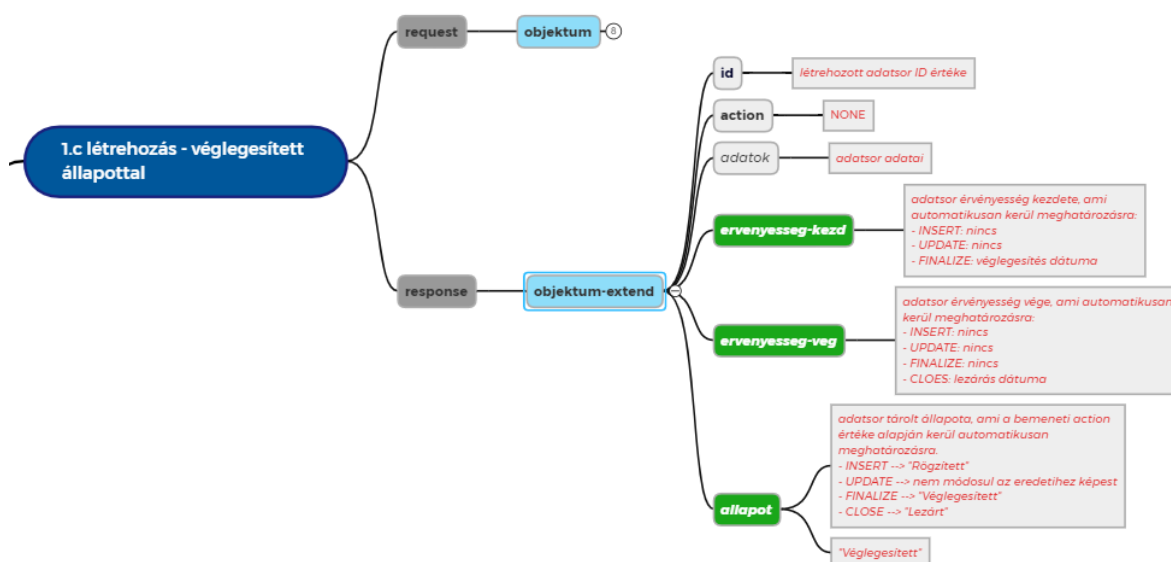 request
objektum
8
id
létrehozott adatsor ID értéke
action
NONE
adatok
adatsor adatai
1.c létrehozás - véglegesített
állapottal
ervenyesseg-kezd
adatsor érvényesség kezdete, ami
automatikusan kerül meghatározásra:
- INSERT: nincs
- UPDATE: nincs
- FINALIZE: véglegesítés dátuma
response
objektum-extend
ervenyesseg-veg
adatsor érvényesség vége, ami automatikusan
kerül meghatározásra:
- INSERT: nincs
- UPDATE: nincs
- FINALIZE: nincs
- CLOES: lezárás dátuma
allapot
adatsor tárolt állapota, ami a bemeneti action
értéke alapján kerül automatikusan
meghatározásra.
- INSERT --> "Rögzített"
- UPDATE --> nem módosul az eredetihez képest
- FINALIZE --> "Véglegesített"
- CLOSE --> "Lezárt"
"Véglegesített"